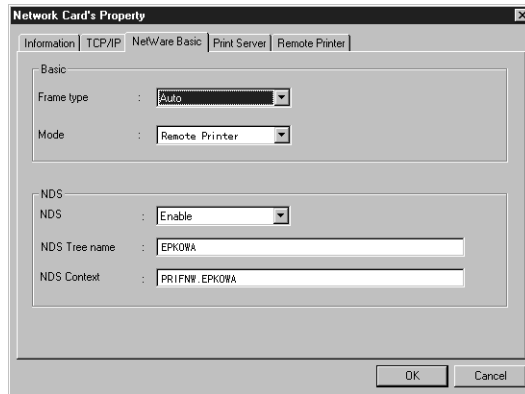 Network Card's Property
Information TCP/IP NetWare Basic Print Server Remote Printer
Basic
Frame type : Auto
Mode : Remote Printer
NDS
NDS : Enable
NDS Tree name : EPKOWA
NDS Context : PRIFNW.EPKOWA
OK Cancel